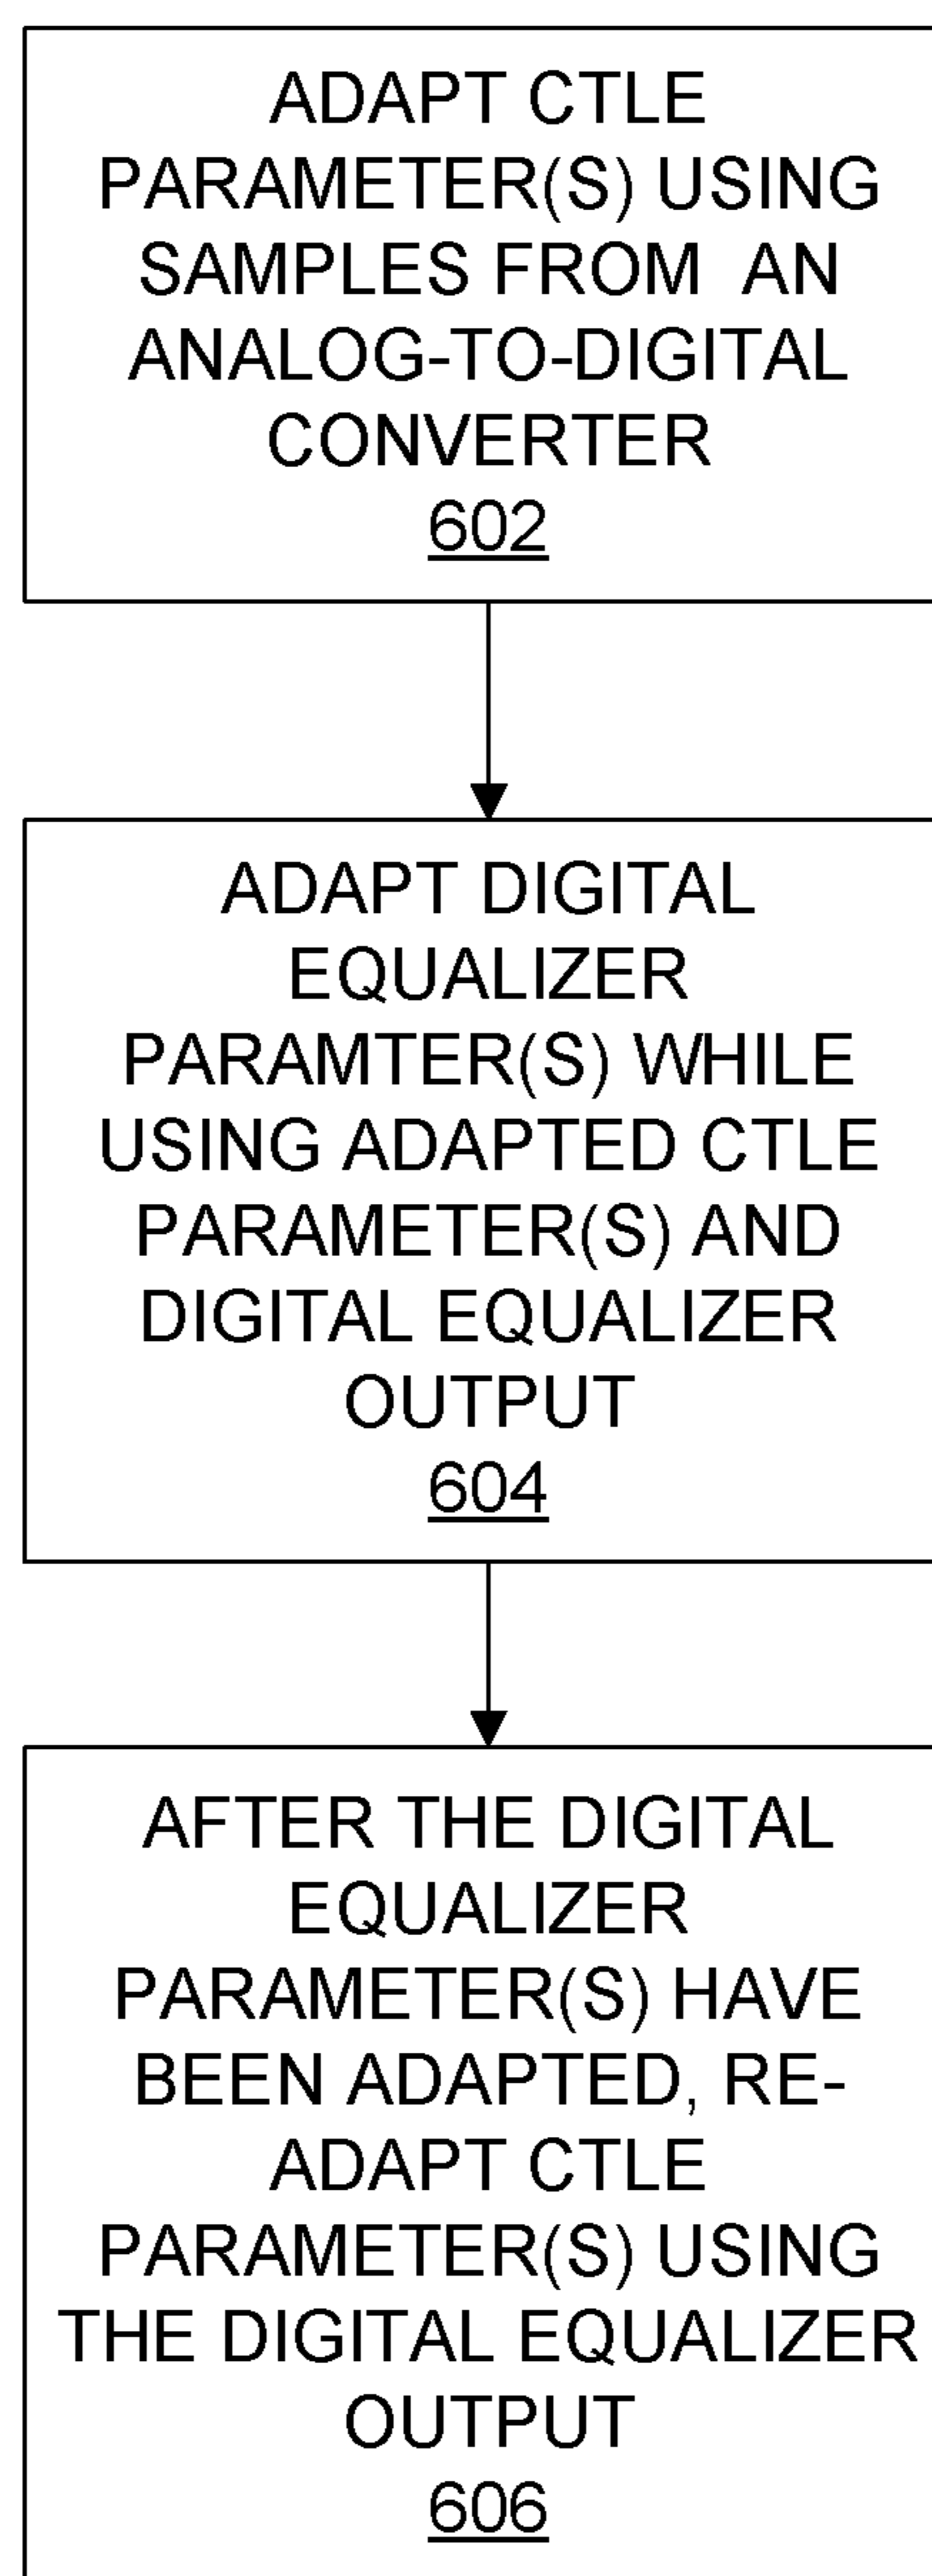 ADAPT CTLE
PARAMETER(S) USING
SAMPLES FROM AN
ANALOG-TO-DIGITAL
CONVERTER
602
ADAPT DIGITAL
EQUALIZER
PARAMTER(S) WHILE
USING ADAPTED CTLE
PARAMETER(S) AND
DIGITAL EQUALIZER
OUTPUT
604
AFTER THE DIGITAL
EQUALIZER
PARAMETER(S) HAVE
BEEN ADAPTED, RE-
ADAPT CTLE
PARAMETER(S) USING
THE DIGITAL EQUALIZER
OUTPUT
606